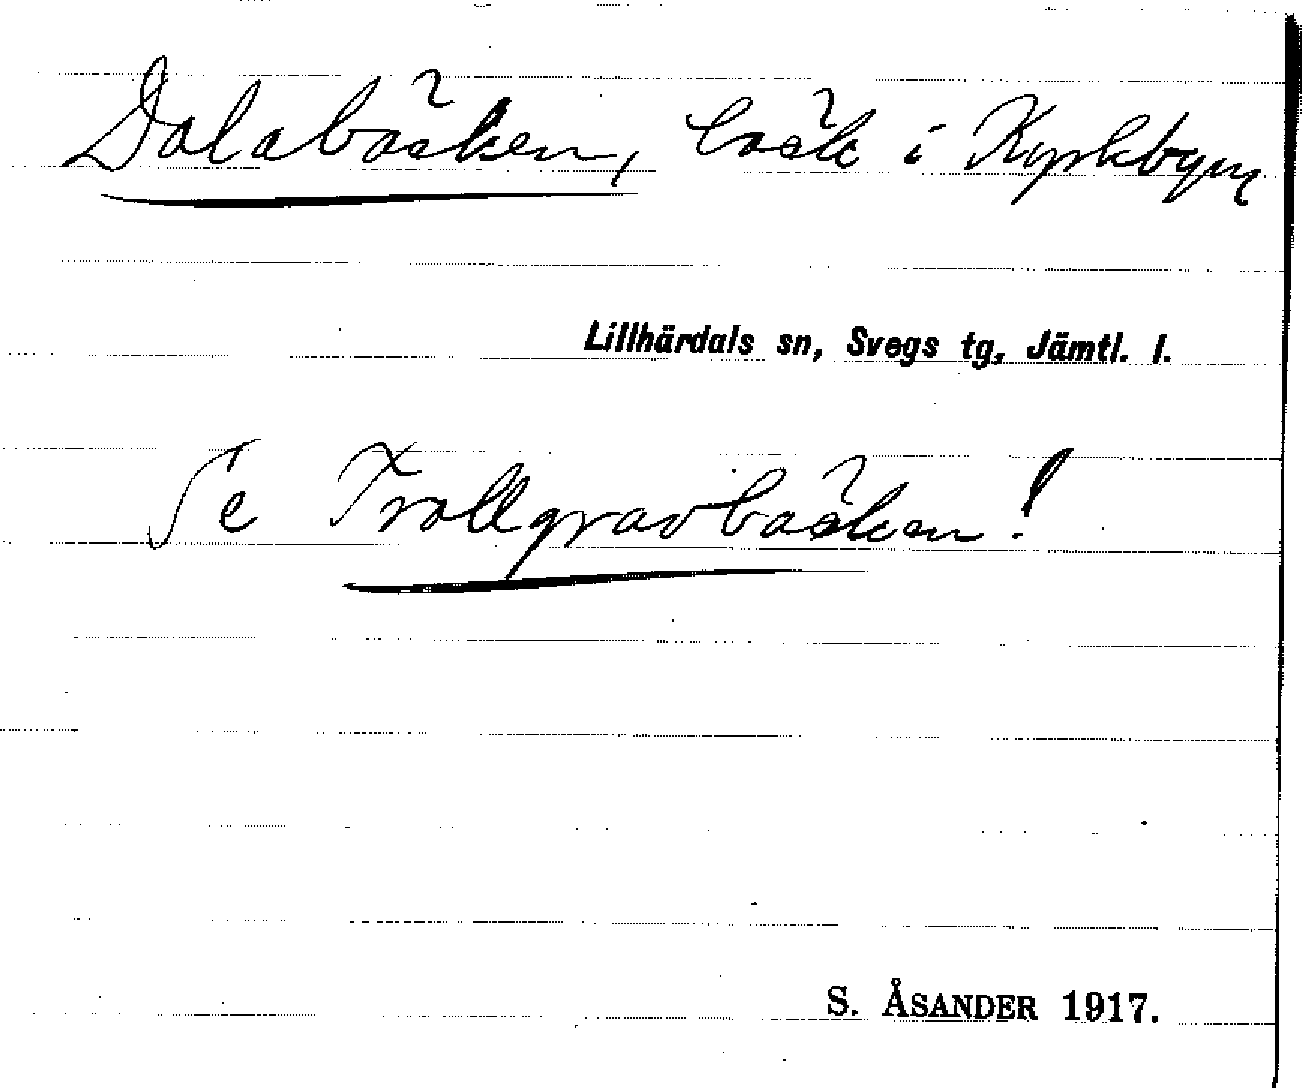 Dalabäcken, bäck i Kyrkbyn
Lillhärdals sn, Svegs tg, Jämtl. l.
Se Trollgravbäcken!
S. ÅSANDER 1917.